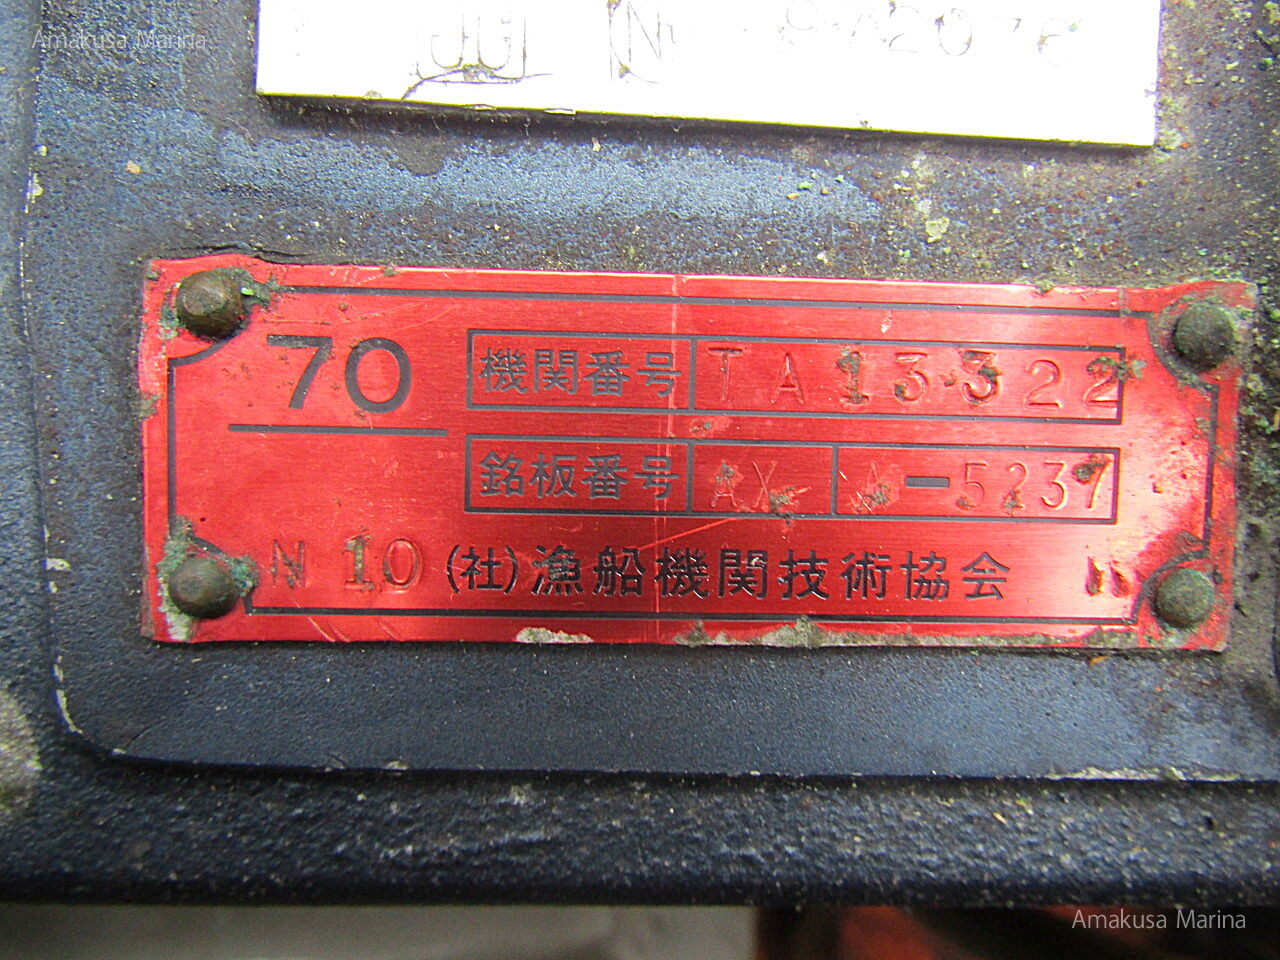 Amakusa Marina
70
機関番号 TA13322
銘板番号 AX A-5237
N 10 (社)漁船機関技術協会
Amakusa Marina